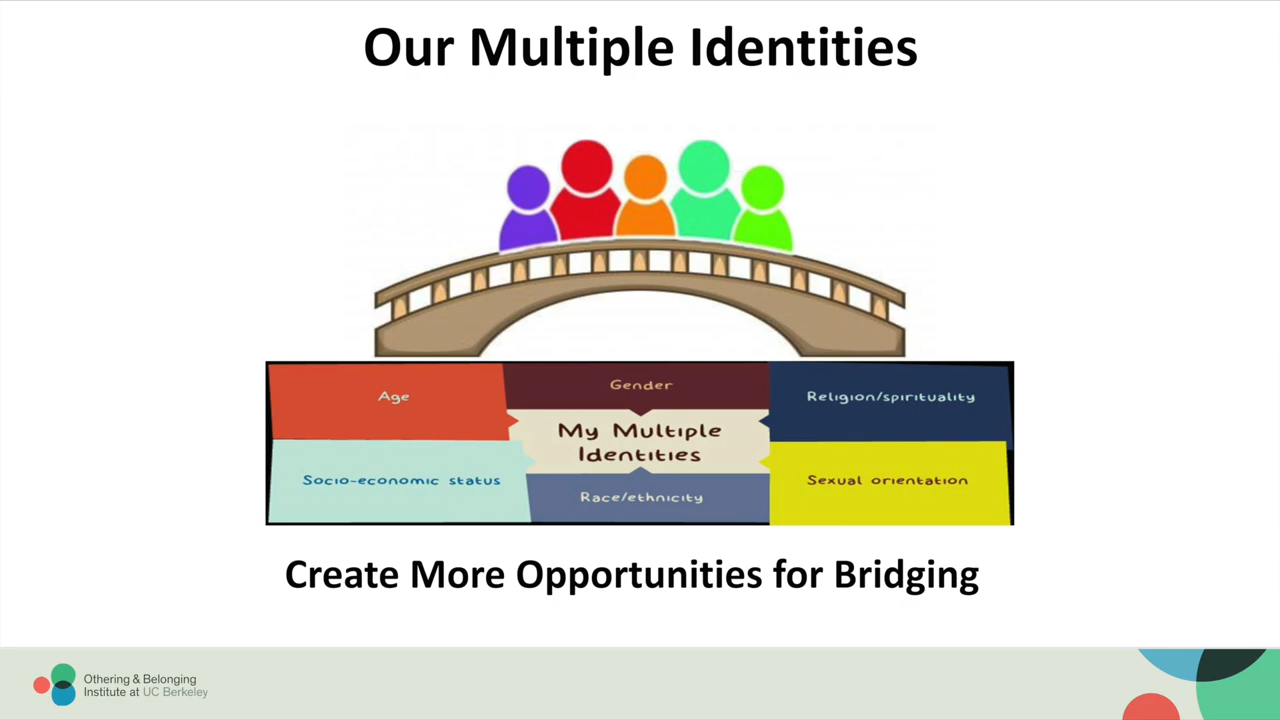 Our Multiple Identities
Age
Gender
Religion/spirituality
My Multiple
Identities
Socio-economic status
Race/ethnicity
Sexual orientation
Create More Opportunities for Bridging
Othering & Belonging
Institute at UC Berkeley